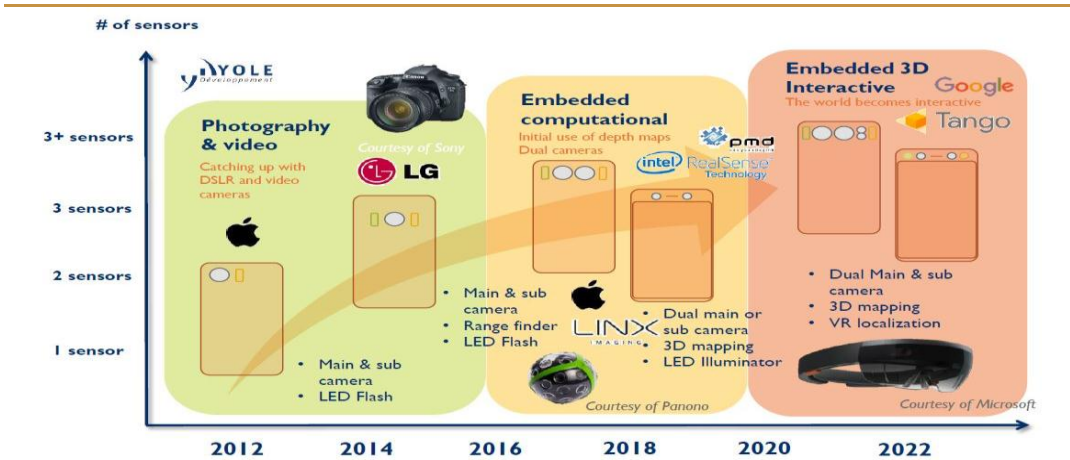 # of sensors
YOLE
Développement
3+ sensors
3 sensors
2 sensors
1 sensor
Photography
& video
Catching up with
DSLR and video
cameras
Courtesy of Sony
LG
• Main & sub
camera
• LED Flash
• Main & sub
camera
• Range finder
• LED Flash
Embedded
computational
Initial use of depth maps
Dual cameras
pmd
intel RealSense™
Technology
LINX
IMAGING
• Dual main or
sub camera
• 3D mapping
• LED Illuminator
Courtesy of Panono
Embedded 3D
Interactive
The world becomes interactive
Google
Tango
• Dual Main & sub
camera
• 3D mapping
• VR localization
Courtesy of Microsoft
2012
2014
2016
2018
2020
2022